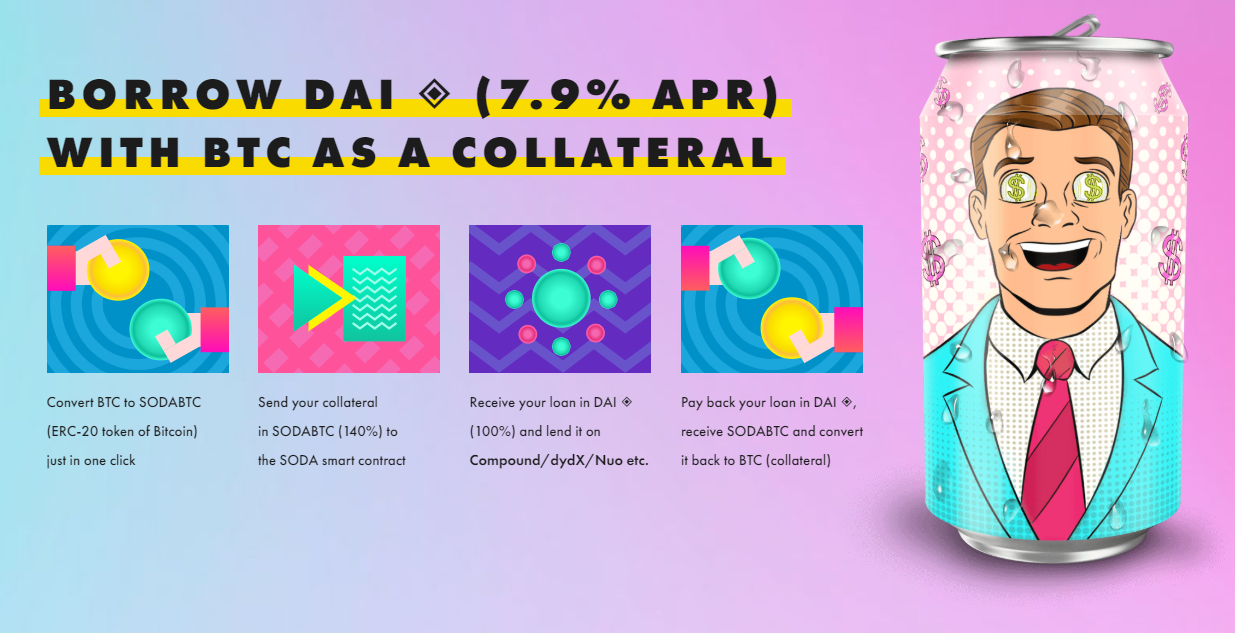 BORROW DAI ◈ (7.9% APR)
WITH BTC AS A COLLATERAL
Convert BTC to SODABTC
(ERC-20 token of Bitcoin)
just in one click
Send your collateral
in SODABTC (140%) to
the SODA smart contract
Receive your loan in DAI ◈
(100%) and lend it on
Compound/dydX/Nuo etc.
Pay back your loan in DAI ◈,
receive SODABTC and convert
it back to BTC (collateral)
$ $
$ $
$ $